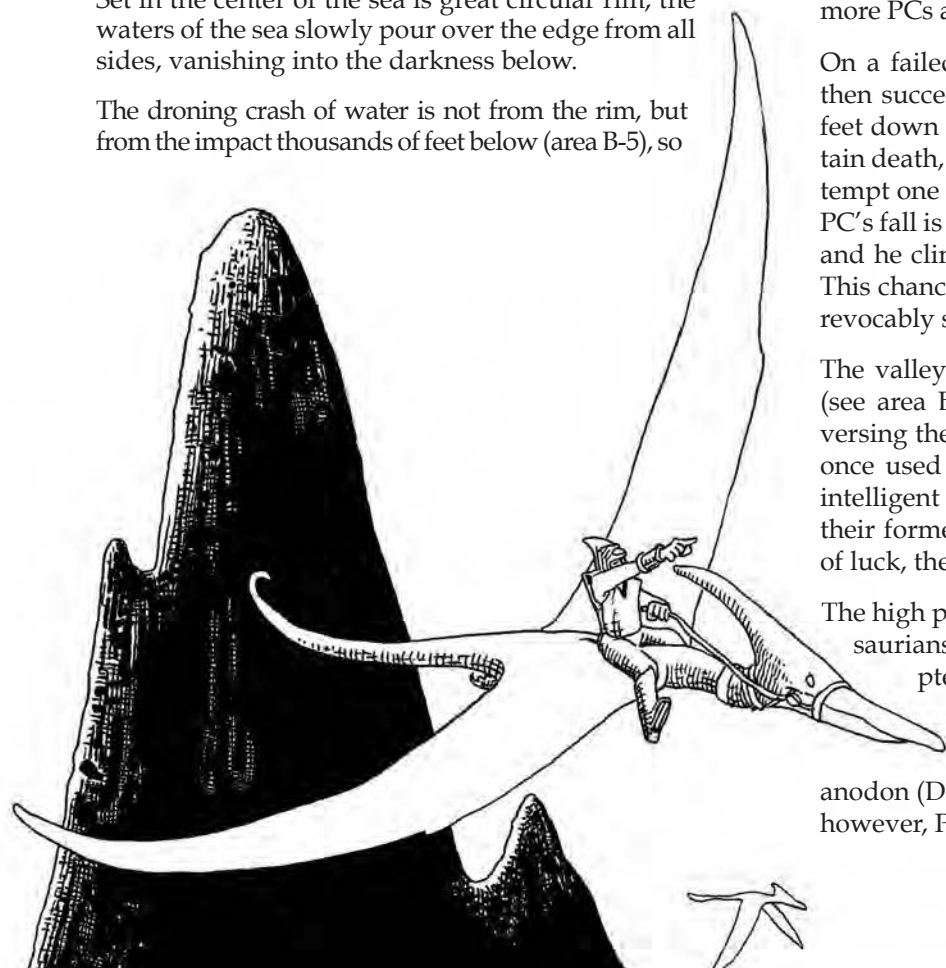 Set in the center of the sea is great circular rim, the
waters of the sea slowly pour over the edge from all
sides, vanishing into the darkness below.
The droning crash of water is not from the rim, but
from the impact thousands of feet below (area B-5), so
more PCs a
On a failed
then succe
feet down
tain death,
tempt one
PC's fall is
and he clin
This chanc
revocably s
The valley
(see area B
versing the
once used
intelligent
their forme
of luck, the
The high p
saurians
pte
anodon (D
however, P